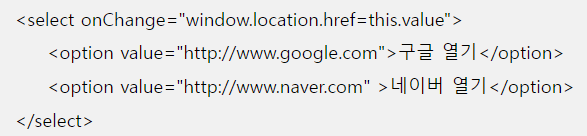 <select onChange="window.location.href=this.value">
<option value="http://www.google.com">구글 열기</option>
<option value="http://www.naver.com" >네이버 열기</option>
</select>